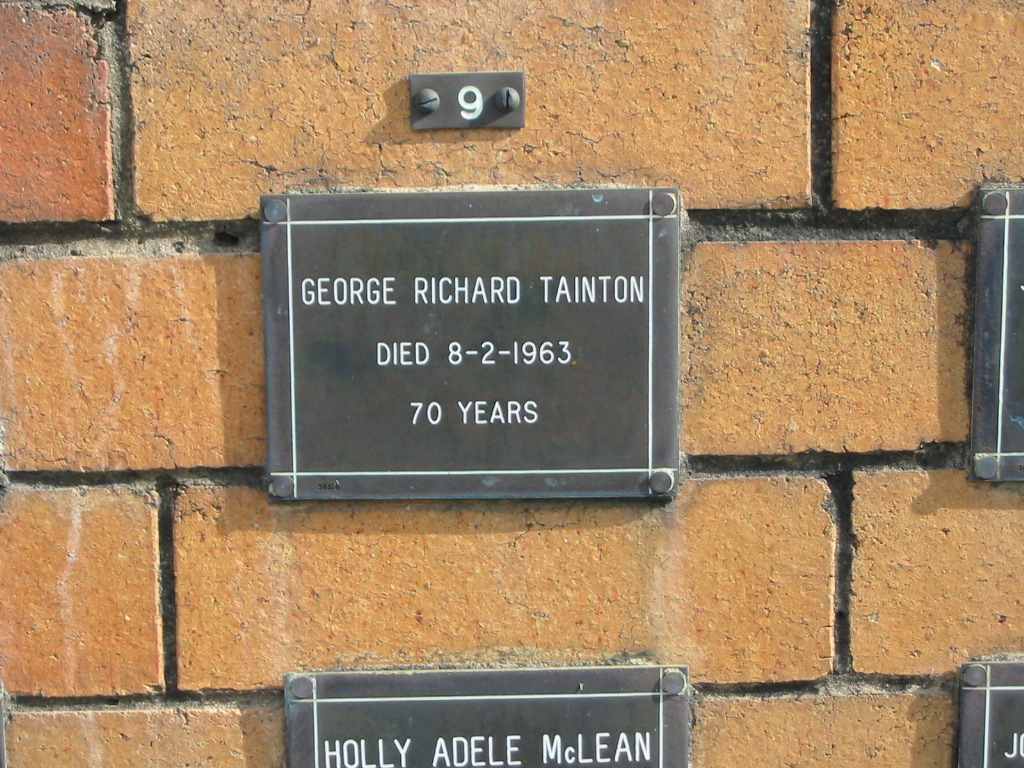 9
GEORGE RICHARD TAINTON
DIED 8-2-1963
70 YEARS
HOLLY ADELE McLEAN